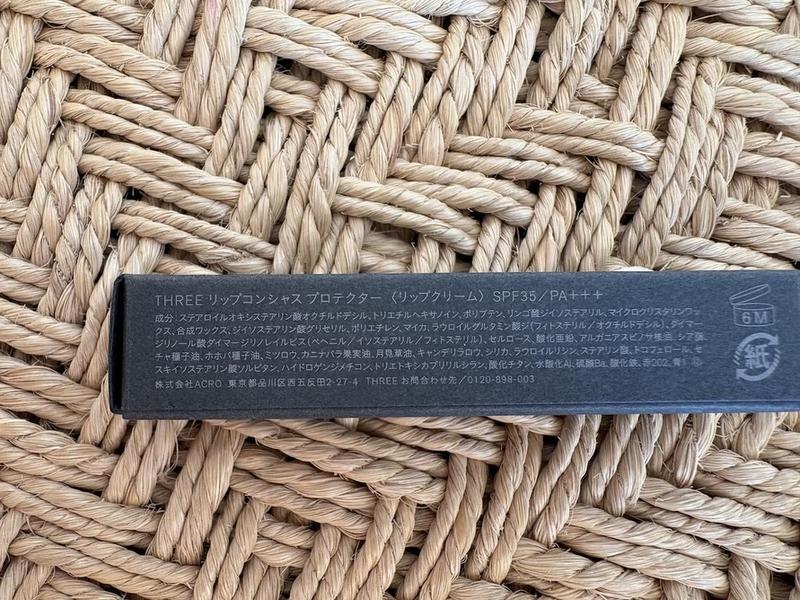 THREE リップコンシャス プロテクター〈リップクリーム〉SPF35/PA+++
成分:ステアロイルオキシステアリン酸オクチルドデシル、トリエチルヘキサノイン、ポリブテン、リンゴ酸ジイソステアリル、マイクロクリスタリンワッ
クス、合成ワックス、ジイソステアリン酸ポリグリセリル、ポリエチレン、マイカ、ラウロイルグルタミン酸ジ(フィトステリル/オクチルドデシル)、ダイマー
ジリノール酸ダイマージリノレイルビス(ベヘニル/イソステアリル/フィトステリル)、セルロース、酸化亜鉛、アルガニアスピノサ核油、シア脂、
チャ種子油、ホホバ種子油、ミツロウ、カニナバラ果実油、月見草油、キャンデリラロウ、シリカ、ラウロイルリシン、ステアリン酸、トコフェロール、
スキイソステアリン酸ソルビタン、ハイドロゲンジメチコン、トリエトキシカプリリルシラン、酸化チタン、水酸化Al、硫酸Ba、酸化鉄、赤202、青1
株式会社ACRO 東京都品川区西五反田2-27-4 THREE お問合わせ先/0120-898-003
6M
紙